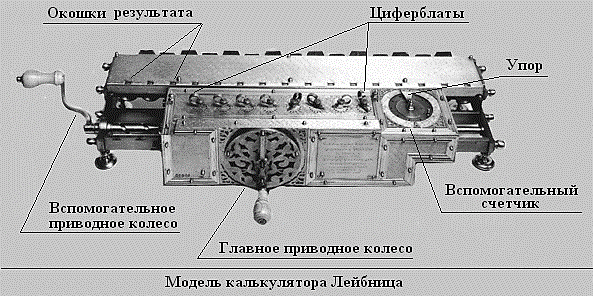 Окошки результата
Циферблаты
Упор
Вспомогательное
приводное колесо
Вспомогательный
счетчик
Главное приводное колесо
Модель калькулятора Лейбница